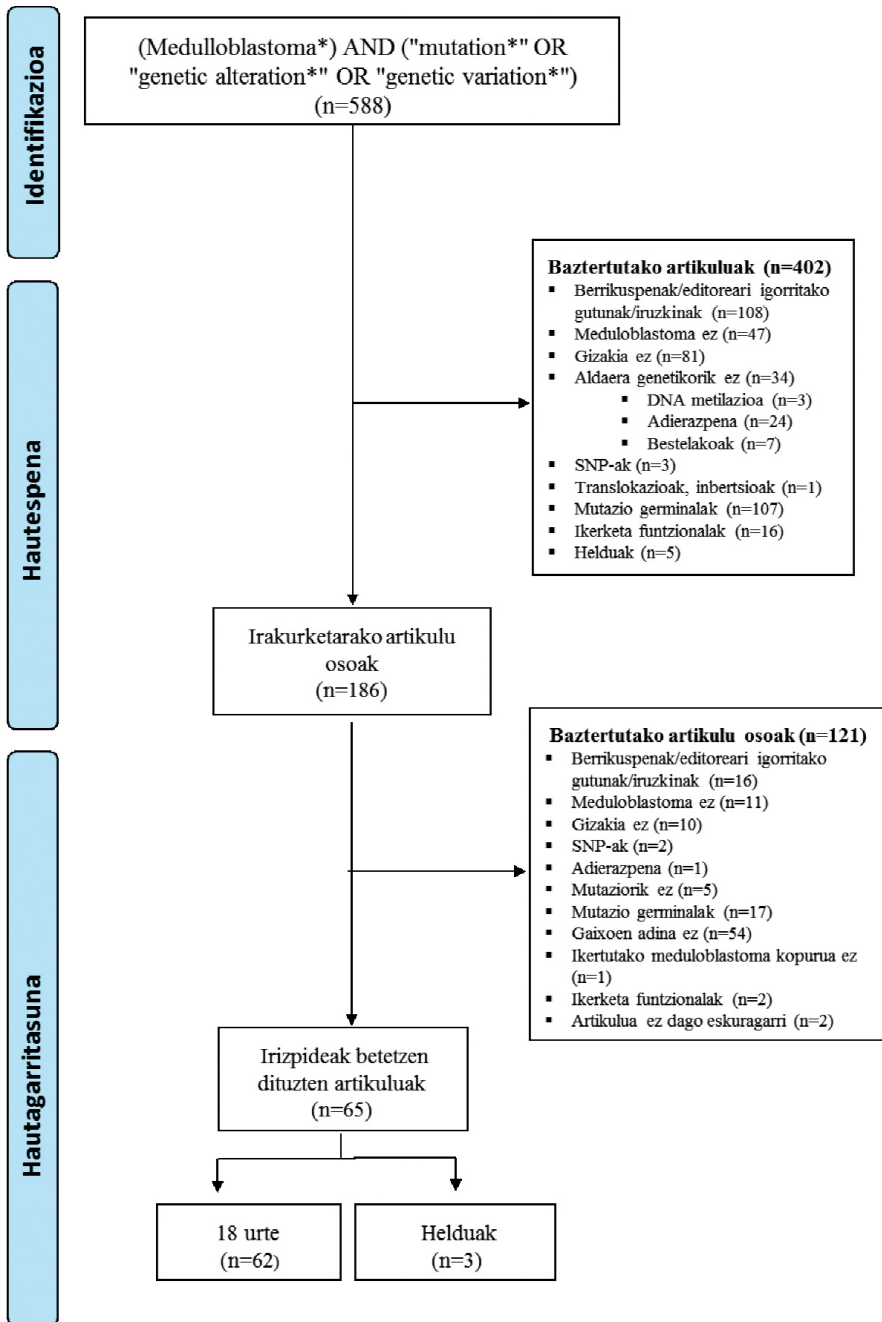 Identifikazioa
(Medulloblastoma*) AND ("mutation*" OR
"genetic alteration*" OR "genetic variation*")
(n=588)
Hautespena
Baztertutako artikuluak (n=402)
▪ Berrikuspenak/editoreari igorritako
gutunak/iruzkinak (n=108)
▪ Meduloblastoma ez (n=47)
▪ Gizakia ez (n=81)
▪ Aldaera genetikorik ez (n=34)
▪ DNA metilazioa (n=3)
▪ Adierazpena (n=24)
▪ Bestelakoak (n=7)
▪ SNP-ak (n=3)
▪ Translokazioak, inbertsioak (n=1)
▪ Mutazio germinalak (n=107)
▪ Ikerketa funtzionalak (n=16)
▪ Helduak (n=5)
Irakurketarako artikulu
osoak
(n=186)
Hautagarritasuna
Baztertutako artikulu osoak (n=121)
▪ Berrikuspenak/editoreari igorritako
gutunak/iruzkinak (n=16)
▪ Meduloblastoma ez (n=11)
▪ Gizakia ez (n=10)
▪ SNP-ak (n=2)
▪ Adierazpena (n=1)
▪ Mutaziorik ez (n=5)
▪ Mutazio germinalak (n=17)
▪ Gaixoen adina ez (n=54)
▪ Ikertutako meduloblastoma kopurua ez
(n=1)
▪ Ikerketa funtzionalak (n=2)
▪ Artikulua ez dago eskuragarri (n=2)
Irizpideak betetzen
dituzten artikuluak
(n=65)
18 urte
(n=62)
Helduak
(n=3)